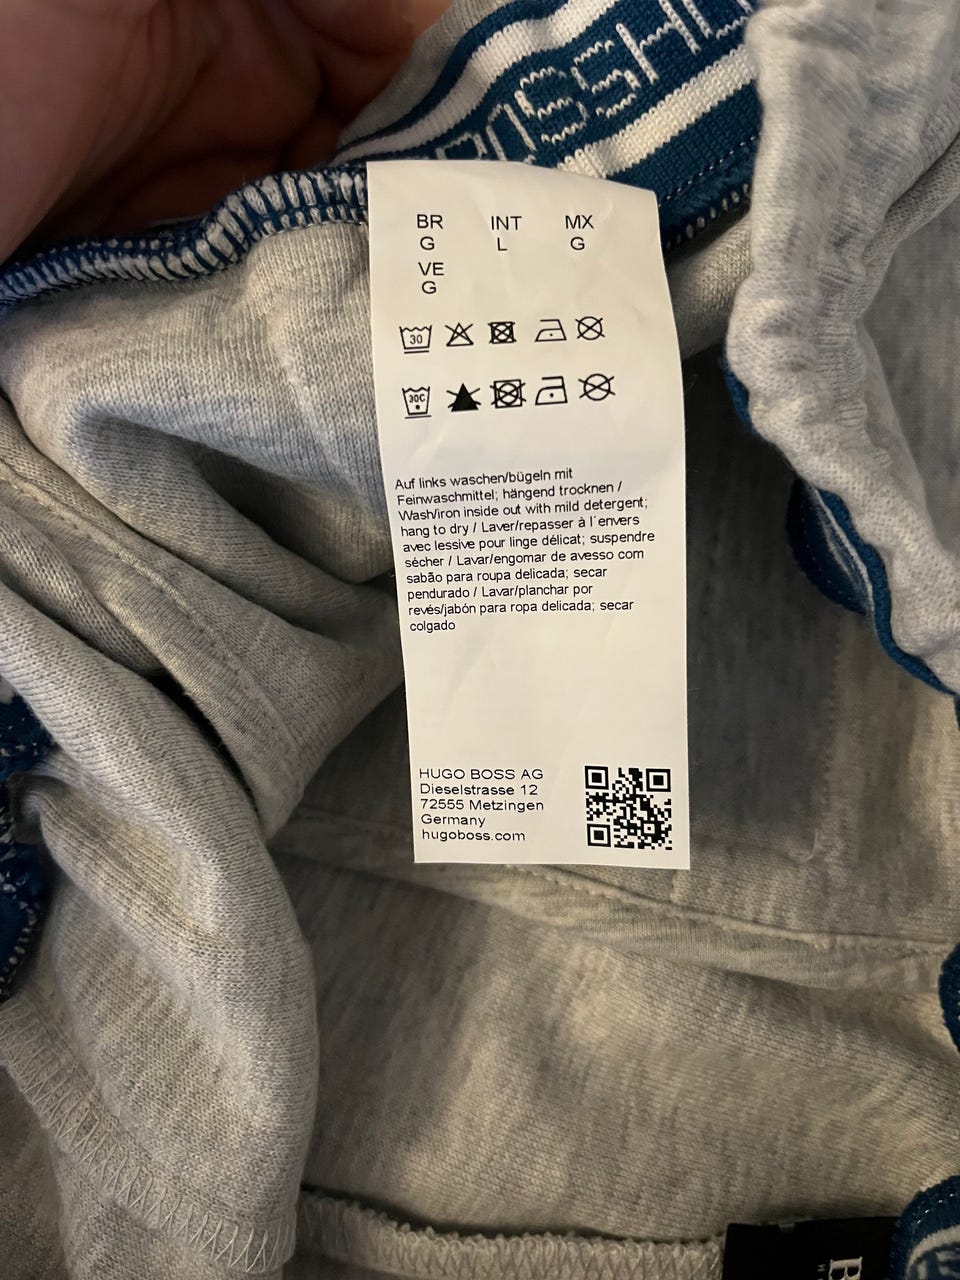 BR INT MX
G L G
VE
G
30
30C
Auf links waschen/bügeln mit
Feinwaschmittel; hängend trocknen /
Wash/iron inside out with mild detergent;
hang to dry / Laver/repasser à l´envers
avec lessive pour linge délicat; suspendre
sécher / Lavar/engomar de avesso com
sabão para roupa delicada; secar
pendurado / Lavar/planchar por
revés/jabón para ropa delicada; secar
colgado
HUGO BOSS AG
Dieselstrasse 12
72555 Metzingen
Germany
hugoboss.com